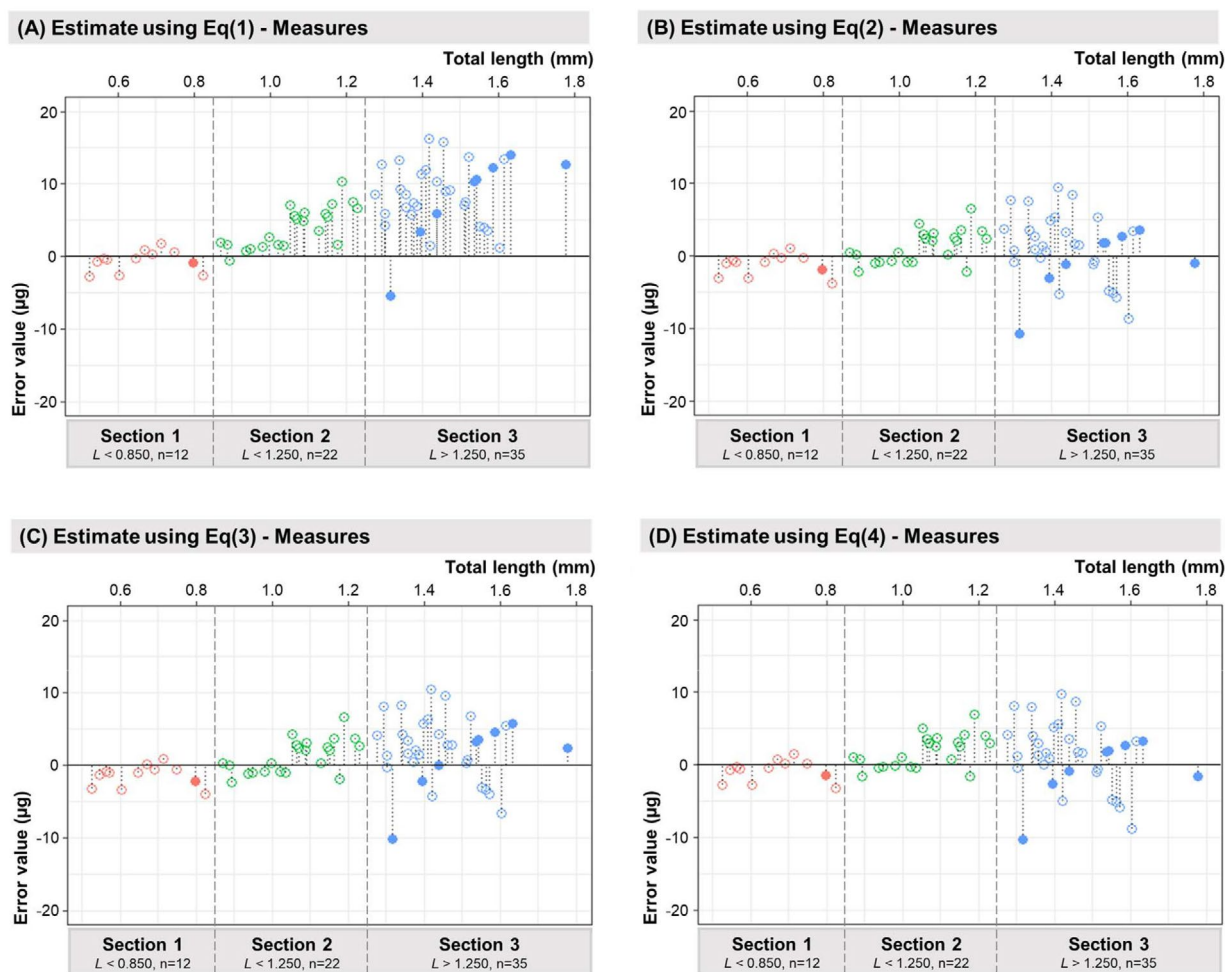 (A) Estimate using Eq(1) - Measures
Total length (mm)
0.6 0.8 1.0 1.2 1.4 1.6 1.8
20
10
0
-10
-20
Error value (µg)
Section 1 Section 2 Section 3
L < 0.850, n=12 L < 1.250, n=22 L > 1.250, n=35
(B) Estimate using Eq(2) - Measures
Total length (mm)
0.6 0.8 1.0 1.2 1.4 1.6 1.8
20
10
0
-10
-20
Error value (µg)
Section 1 Section 2 Section 3
L < 0.850, n=12 L < 1.250, n=22 L > 1.250, n=35
(C) Estimate using Eq(3) - Measures
Total length (mm)
0.6 0.8 1.0 1.2 1.4 1.6 1.8
20
10
0
-10
-20
Error value (µg)
Section 1 Section 2 Section 3
L < 0.850, n=12 L < 1.250, n=22 L > 1.250, n=35
(D) Estimate using Eq(4) - Measures
Total length (mm)
0.6 0.8 1.0 1.2 1.4 1.6 1.8
20
10
0
-10
-20
Error value (µg)
Section 1 Section 2 Section 3
L < 0.850, n=12 L < 1.250, n=22 L > 1.250, n=35